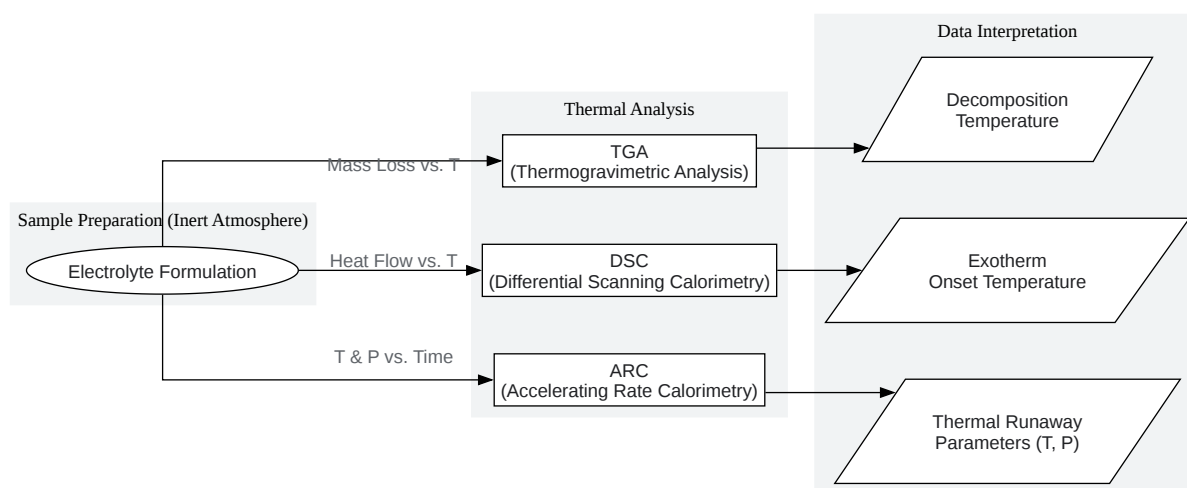 Data Interpretation
Decomposition
Temperature
Thermal Analysis
TGA
(Thermogravimetric Analysis)
Mass Loss vs. T
Sample Preparation (Inert Atmosphere)
Electrolyte Formulation
Heat Flow vs. T
DSC
(Differential Scanning Calorimetry)
Exotherm
Onset Temperature
T & P vs. Time
ARC
(Accelerating Rate Calorimetry)
Thermal Runaway
Parameters (T, P)